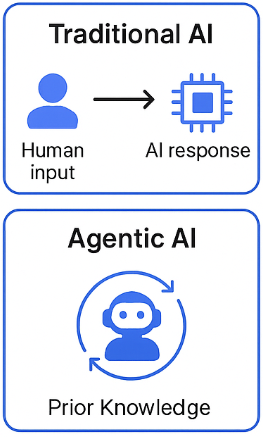 Traditional AI
Human
input
AI response
Agentic AI
Prior Knowledge